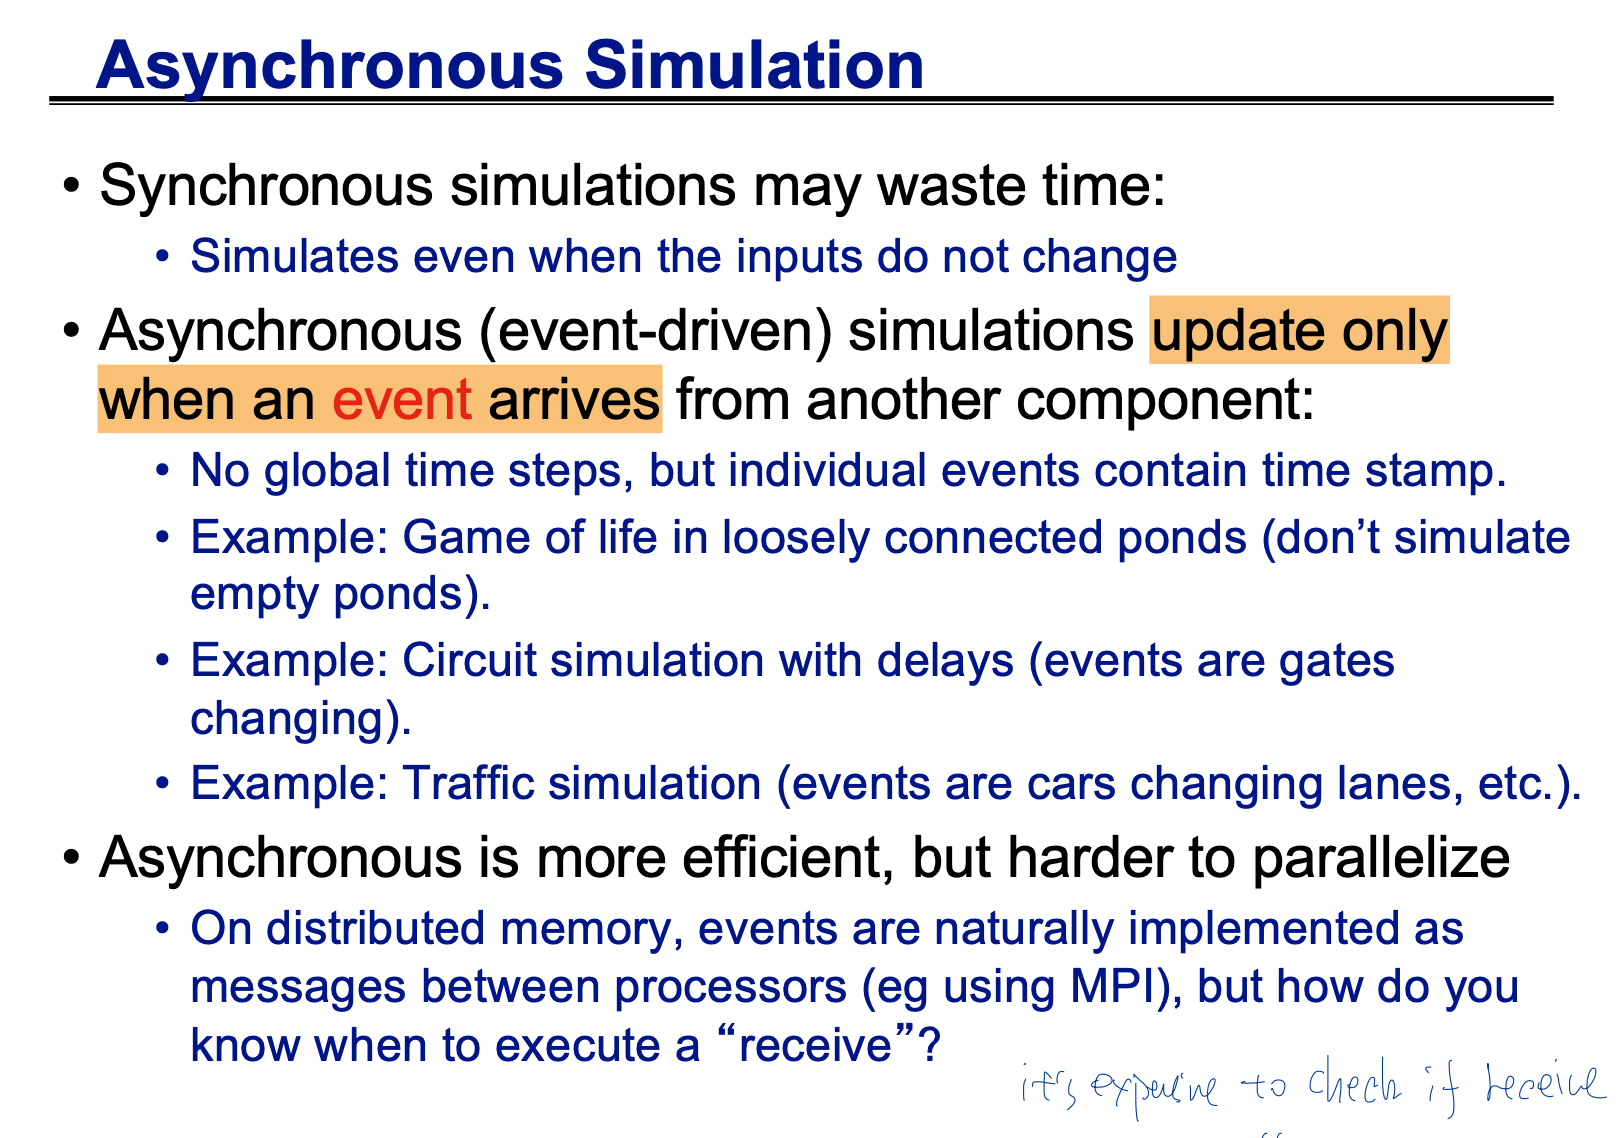 Asynchronous Simulation
• Synchronous simulations may waste time:
• Simulates even when the inputs do not change
• Asynchronous (event-driven) simulations update only
when an event arrives from another component:
• No global time steps, but individual events contain time stamp.
• Example: Game of life in loosely connected ponds (don’t simulate
empty ponds).
• Example: Circuit simulation with delays (events are gates
changing).
• Example: Traffic simulation (events are cars changing lanes, etc.).
• Asynchronous is more efficient, but harder to parallelize
• On distributed memory, events are naturally implemented as
messages between processors (eg using MPI), but how do you
know when to execute a “receive”?
it's expensive to check if receive